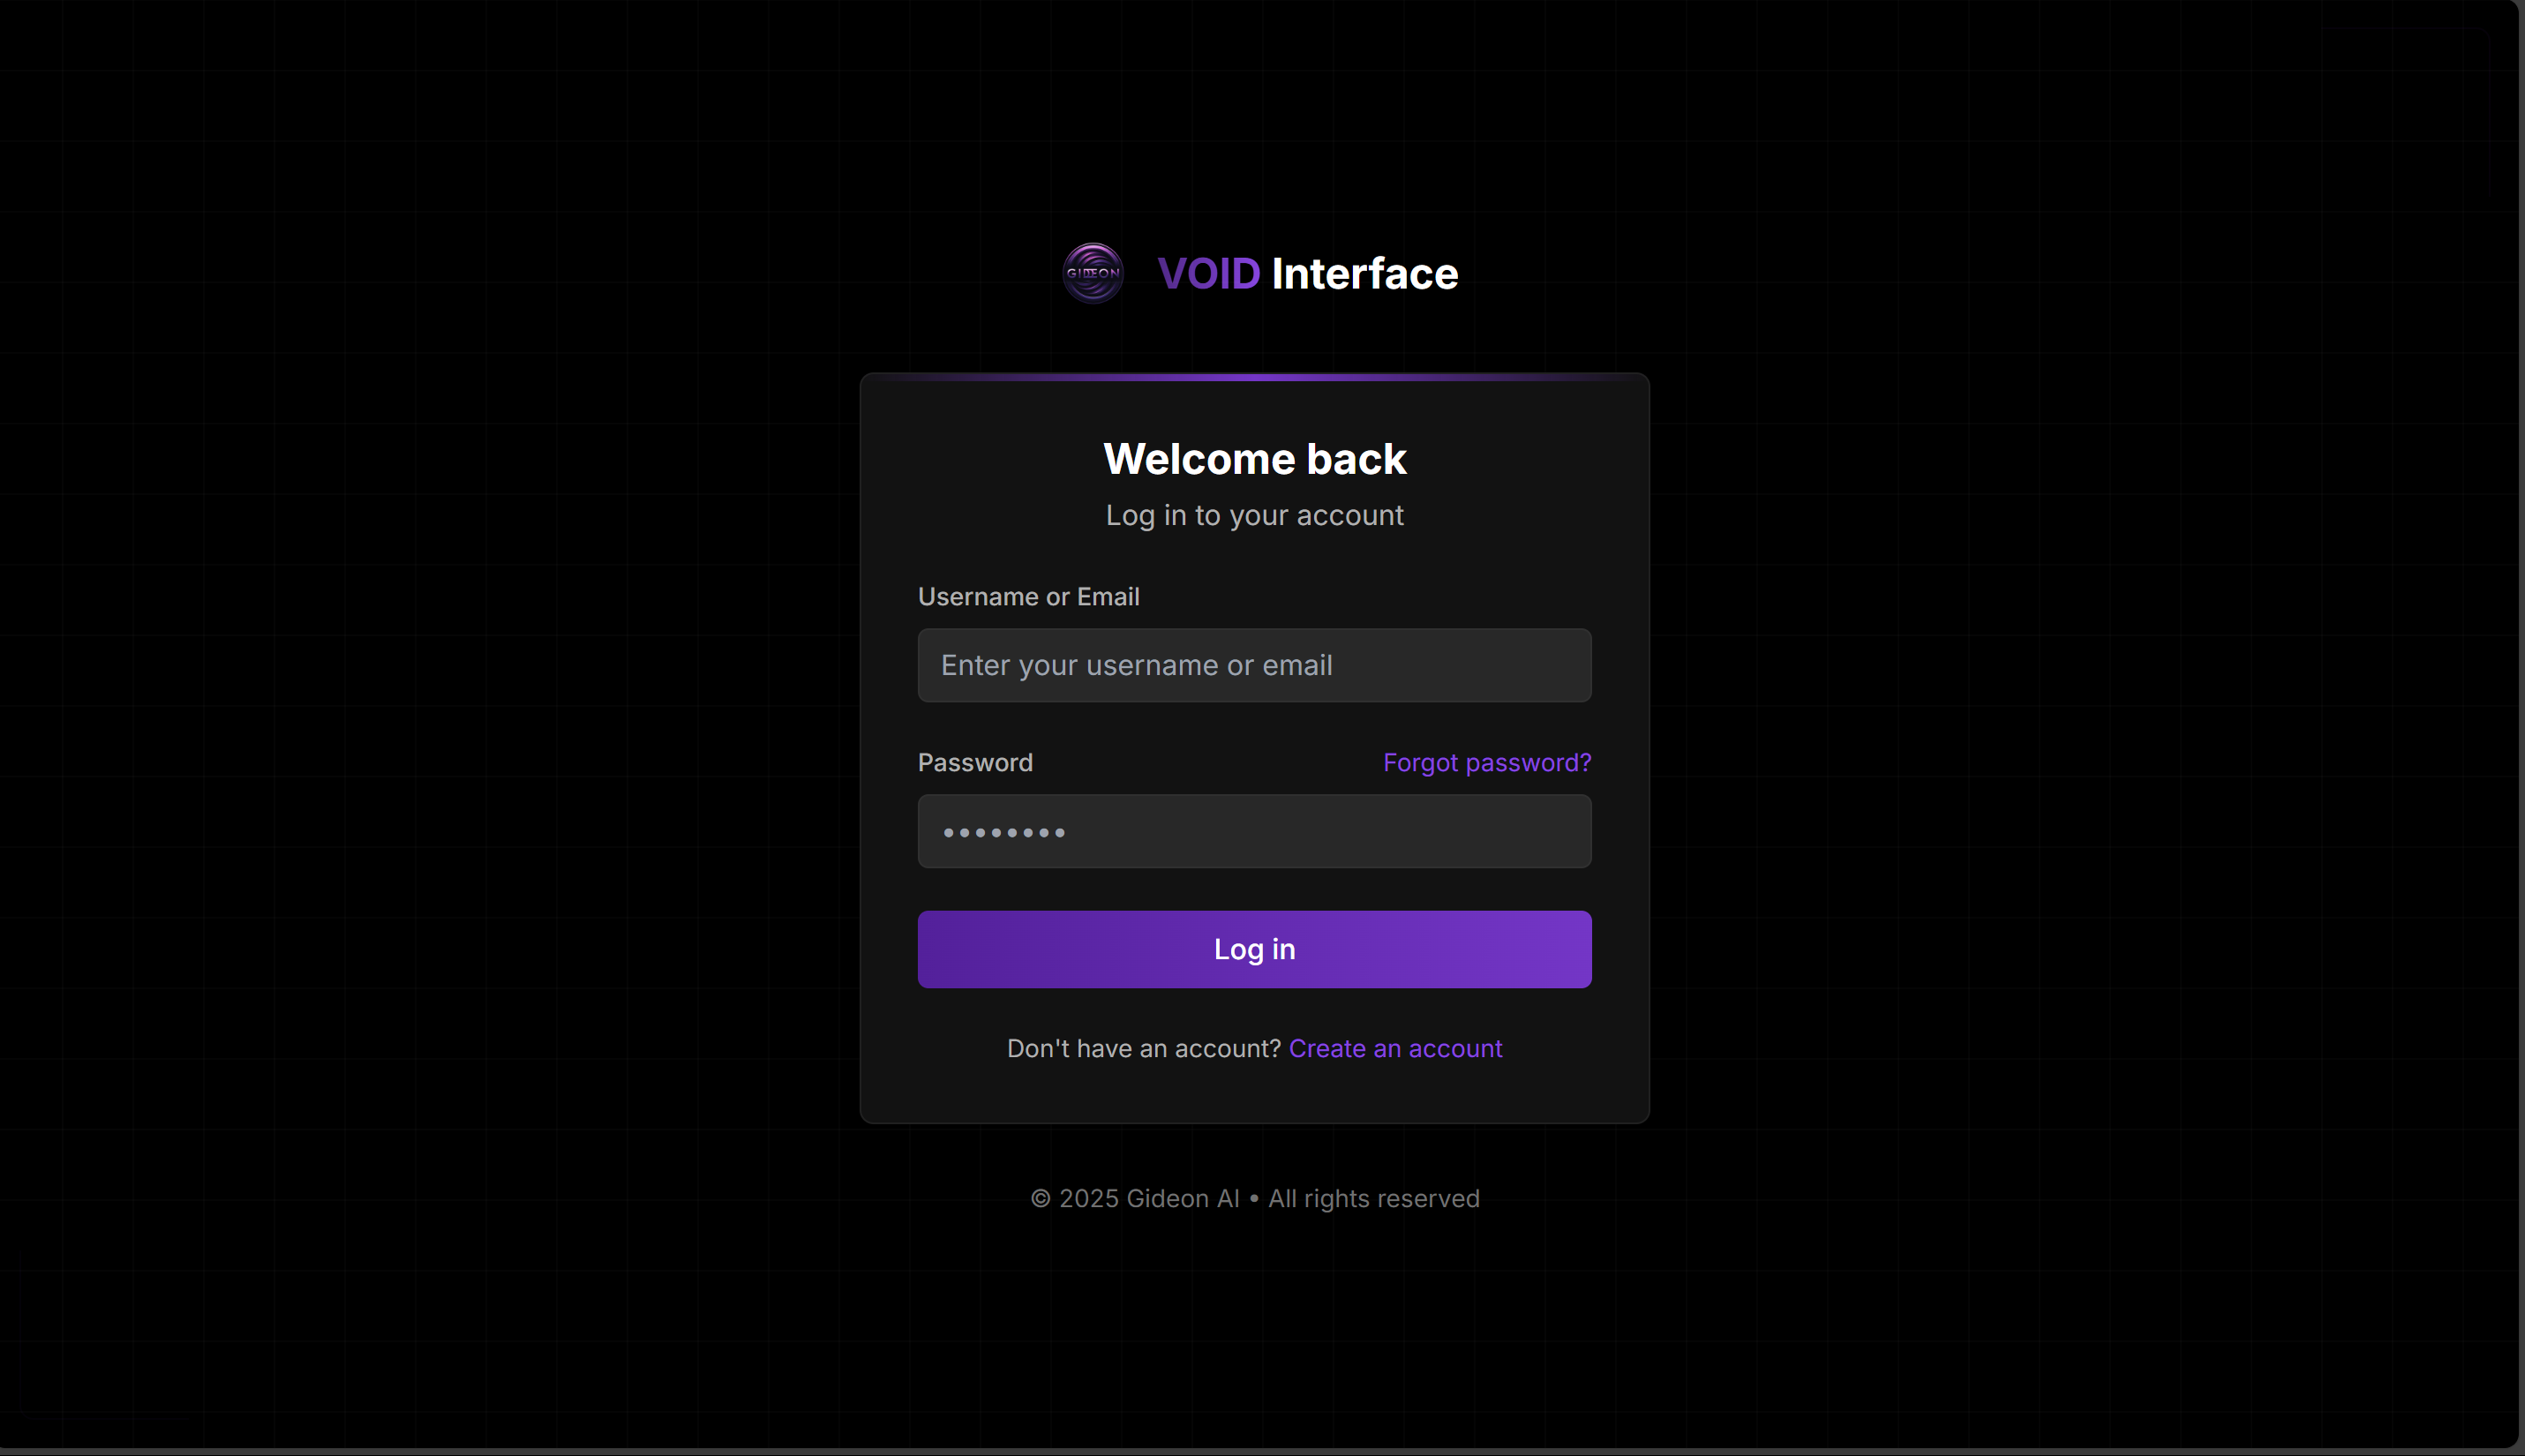 GIDEON
VOID Interface
Welcome back
Log in to your account
Username or Email
Enter your username or email
Password
Forgot password?
••••••••
Log in
Don't have an account? Create an account
© 2025 Gideon AI • All rights reserved